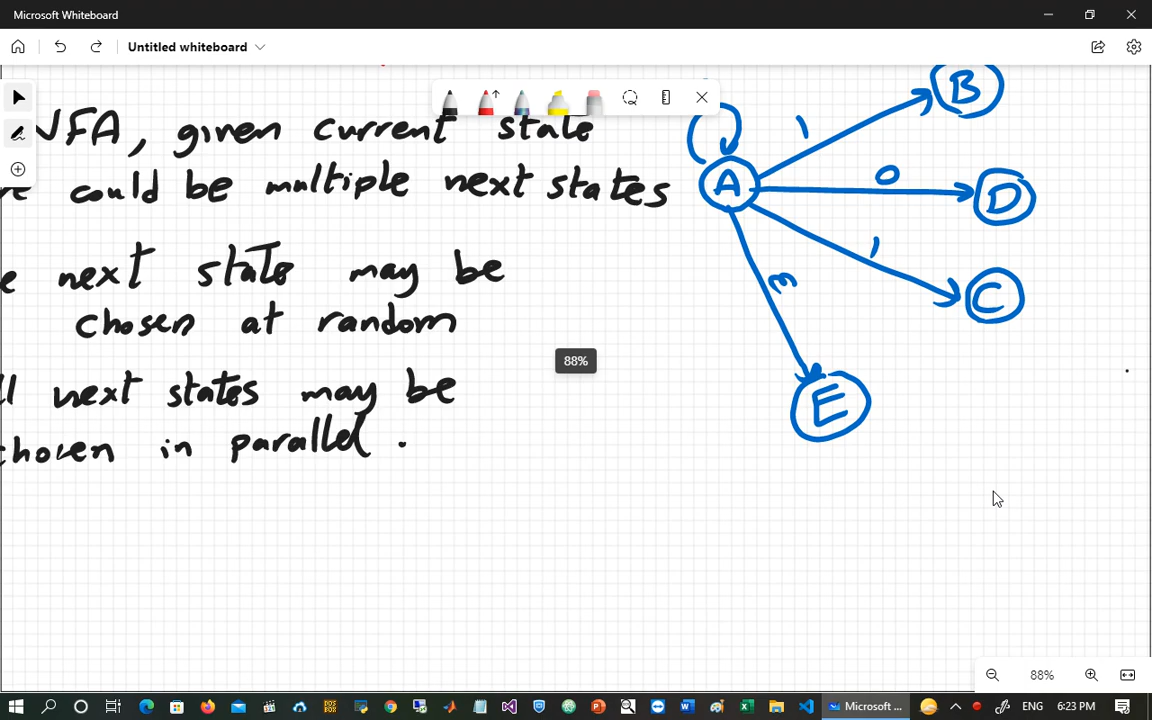 Microsoft Whiteboard
Untitled whiteboard
NFA, given current state
could be multiple next states
next state may be
chosen at random
next states may be
chosen in parallel.
A
B
1
0
D
1
C
ε
E
88%
88%
Microsoft ...
ENG
6:23 PM